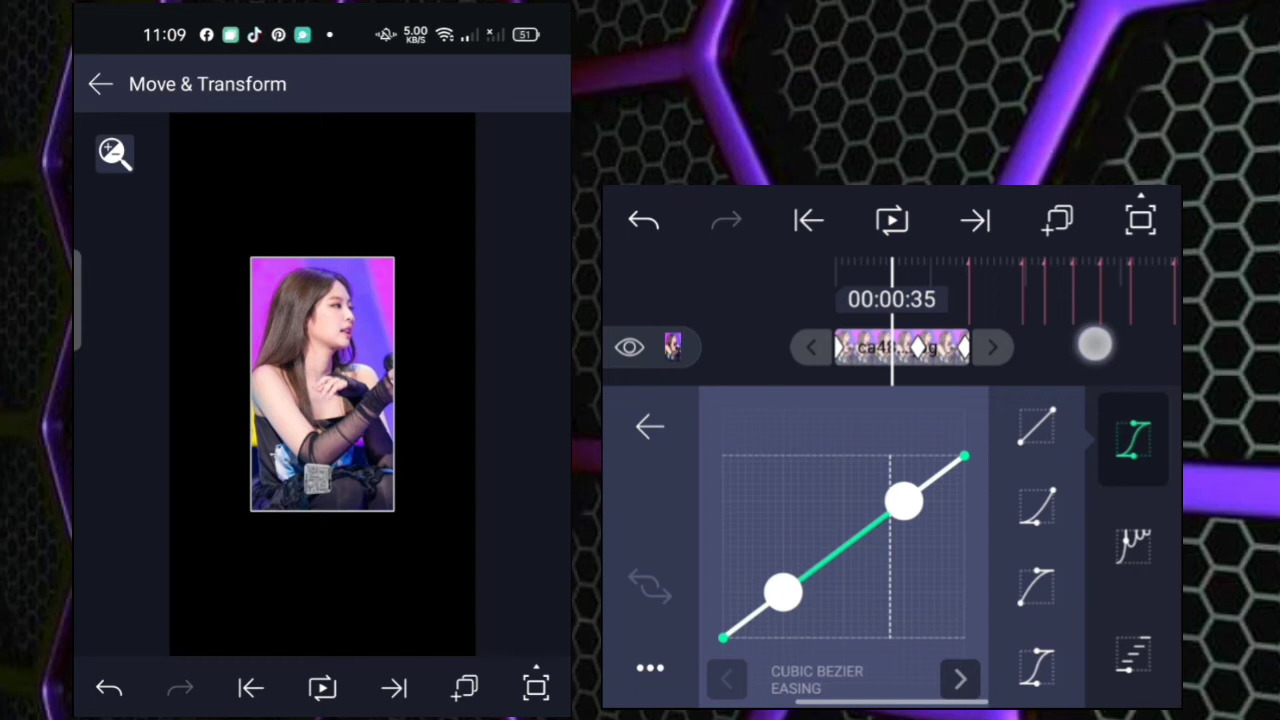 11:09
5.00
KB/S
51
Move & Transform
00:00:35
CUBIC BEZIER
EASING